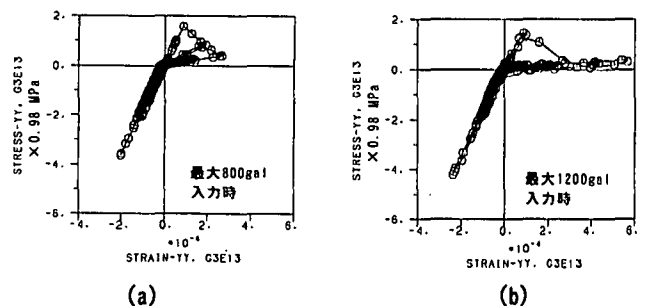 (a)
2.
0.
-2.
-4.
-6.
STRESS-YY, G3E13
×0.98 MPa
最大800gal
入力時
-4. -2. 0. 2. 4. 6.
*10⁻⁴
STRAIN-YY, G3E13
(a)
(b)
2.
0.
-2.
-4.
-6.
STRESS-YY, G3E13
×0.98 MPa
最大1200gal
入力時
-4. -2. 0. 2. 4. 6.
*10⁻⁴
STRAIN-YY, G3E13
(b)